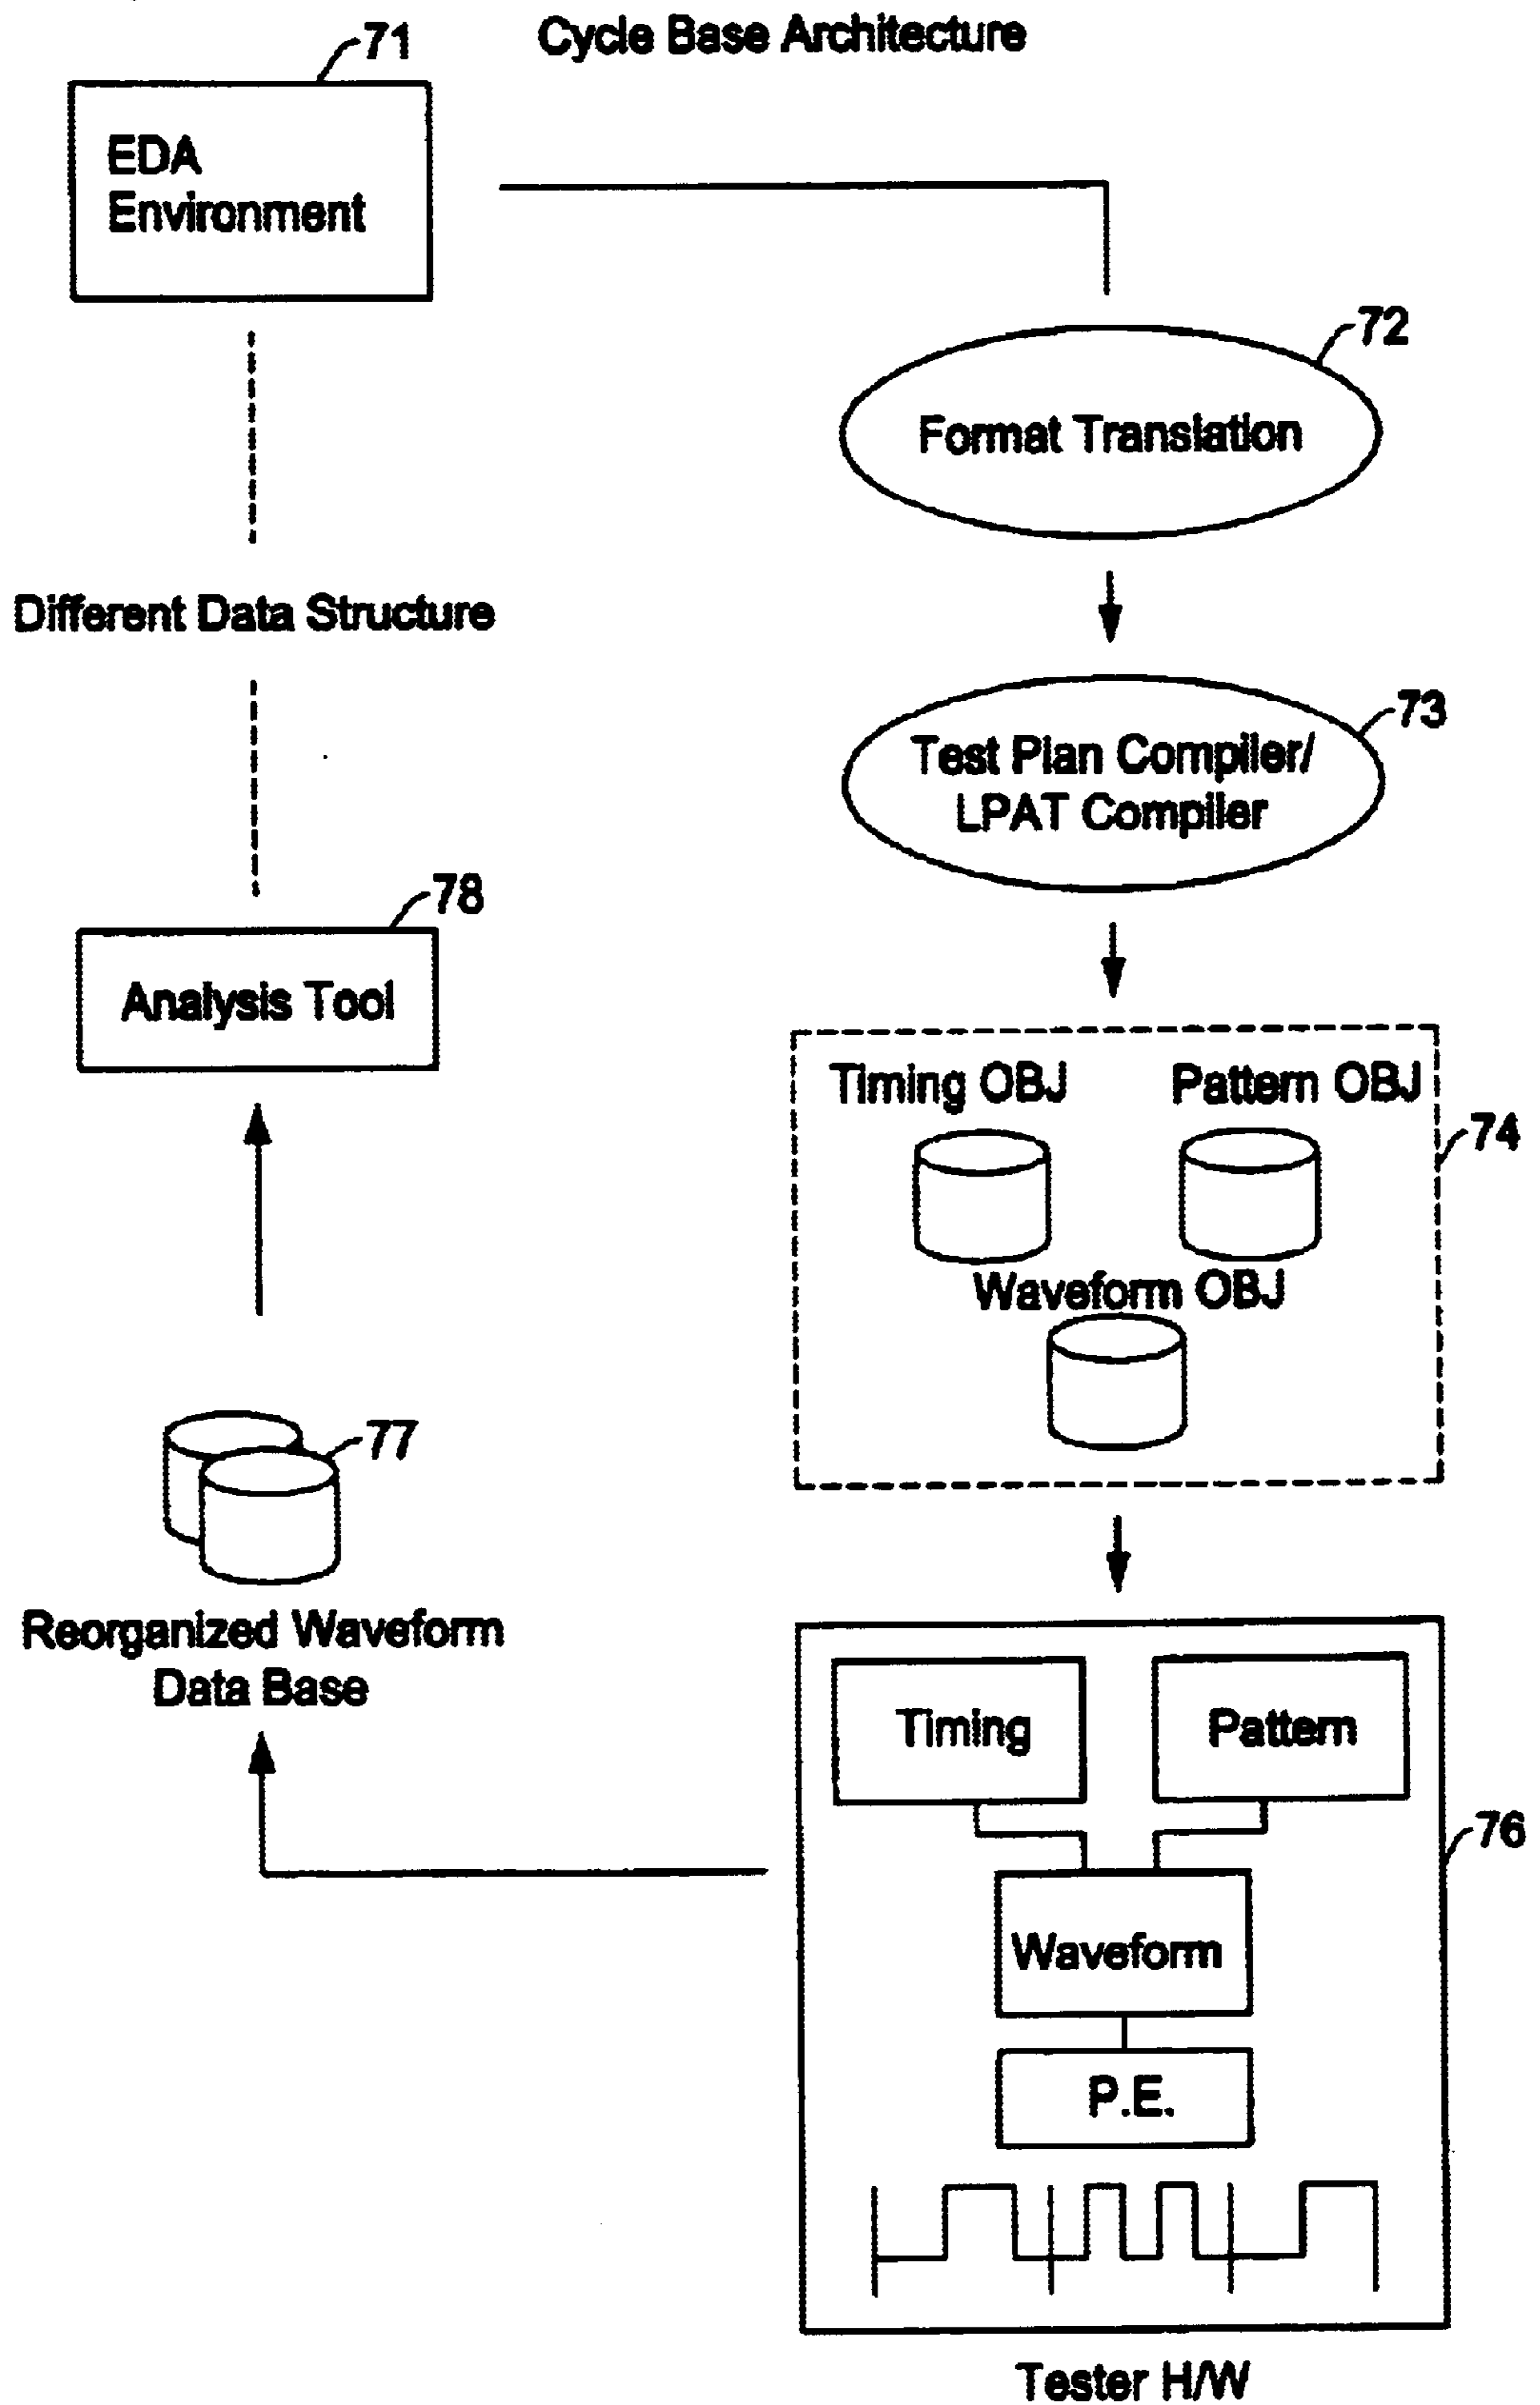 Cycle Base Architecture
71
EDA
Environment
72
Format Translation
Different Data Structure
73
Test Plan Compiler/
LPAT Compiler
78
Analysis Tool
Timing OBJ
Pattern OBJ
74
Waveform OBJ
77
Reorganized Waveform
Data Base
Timing
Pattern
76
Waveform
P.E.
Tester H/W